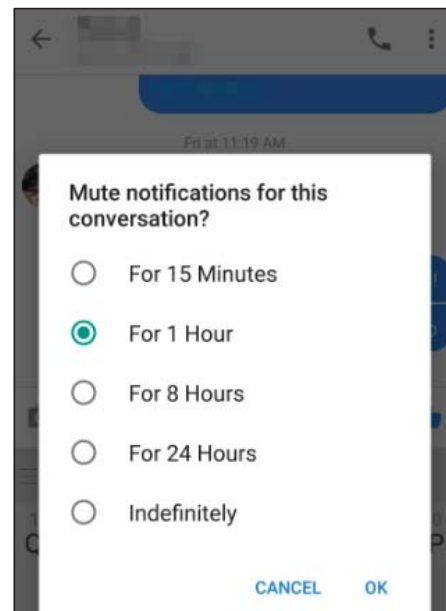 Fri at 11:19 AM
Mute notifications for this
conversation?
For 15 Minutes
For 1 Hour
For 8 Hours
For 24 Hours
Indefinitely
CANCEL OK